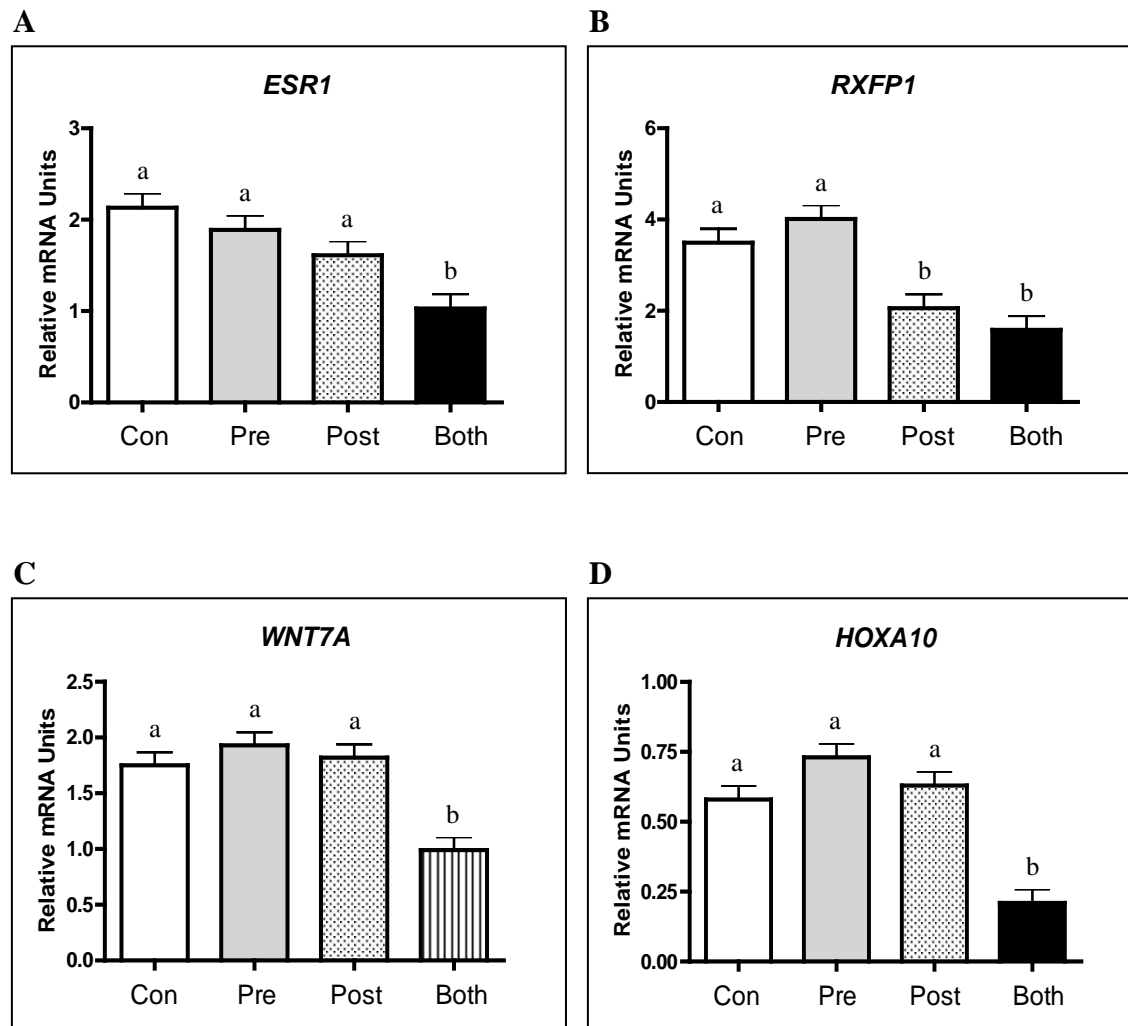 A
ESR1
Relative mRNA Units
3
2
1
0
a
a
a
b
Con Pre Post Both
B
RXFP1
Relative mRNA Units
6
4
2
0
a
a
b
b
Con Pre Post Both
C
WNT7A
Relative mRNA Units
2.5
2.0
1.5
1.0
0.5
0.0
a
a
a
b
Con Pre Post Both
D
HOXA10
Relative mRNA Units
1.00
0.75
0.50
0.25
0.00
a
a
a
b
Con Pre Post Both